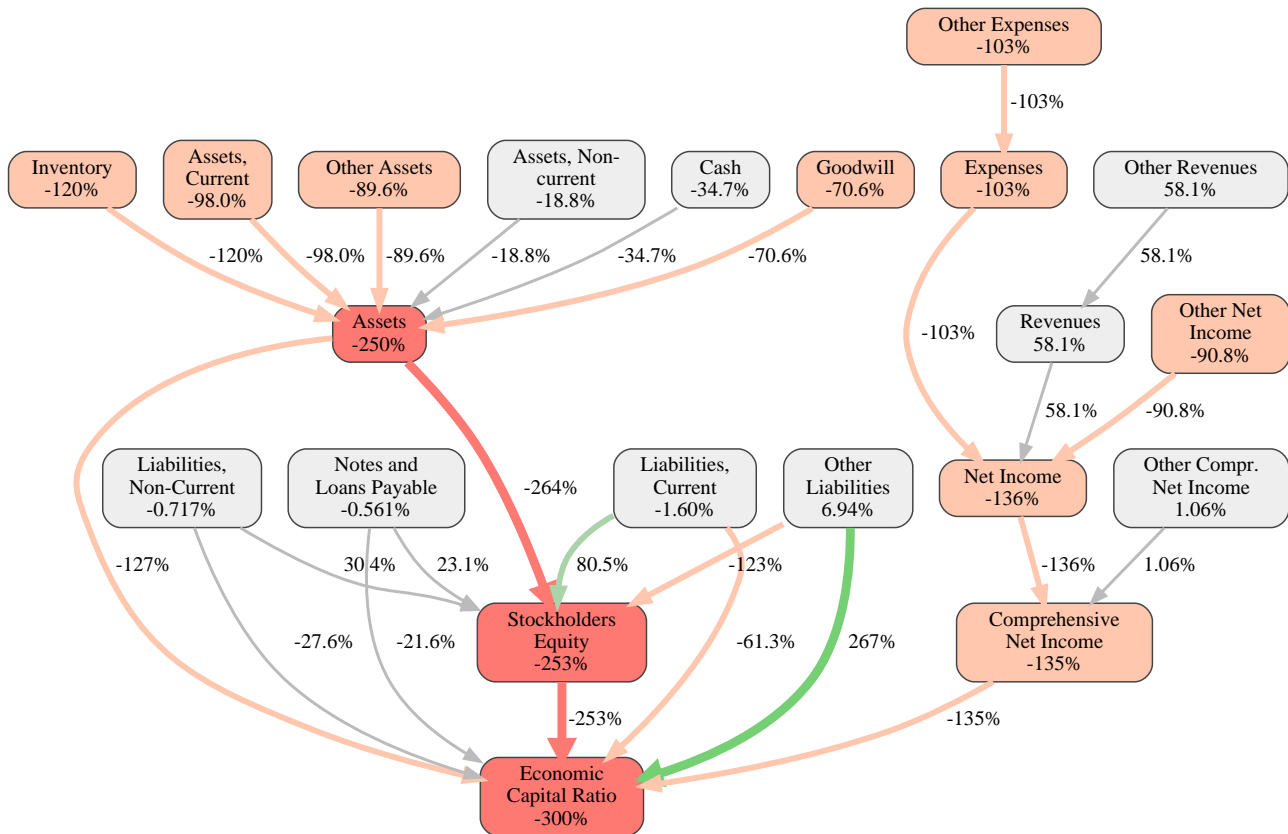 Other Expenses
-103%
-103%
Inventory
-120%
Assets,
Current
-98.0%
Other Assets
-89.6%
Assets, Non-
current
-18.8%
Cash
-34.7%
Goodwill
-70.6%
Expenses
-103%
Other Revenues
58.1%
-120%
-98.0%
-89.6%
-18.8%
-34.7%
-70.6%
58.1%
Assets
-250%
-103%
Revenues
58.1%
Other Net
Income
-90.8%
58.1%
-90.8%
Liabilities,
Non-Current
-0.717%
Notes and
Loans Payable
-0.561%
-264%
Liabilities,
Current
-1.60%
Other
Liabilities
6.94%
Net Income
-136%
Other Compr.
Net Income
1.06%
-127%
30.4%
23.1%
80.5%
-123%
-136%
1.06%
-27.6%
-21.6%
Stockholders
Equity
-253%
-61.3%
267%
Comprehensive
Net Income
-135%
-253%
-135%
Economic
Capital Ratio
-300%